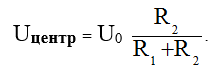 Uцентр = U0 R2 / (R1+R2).